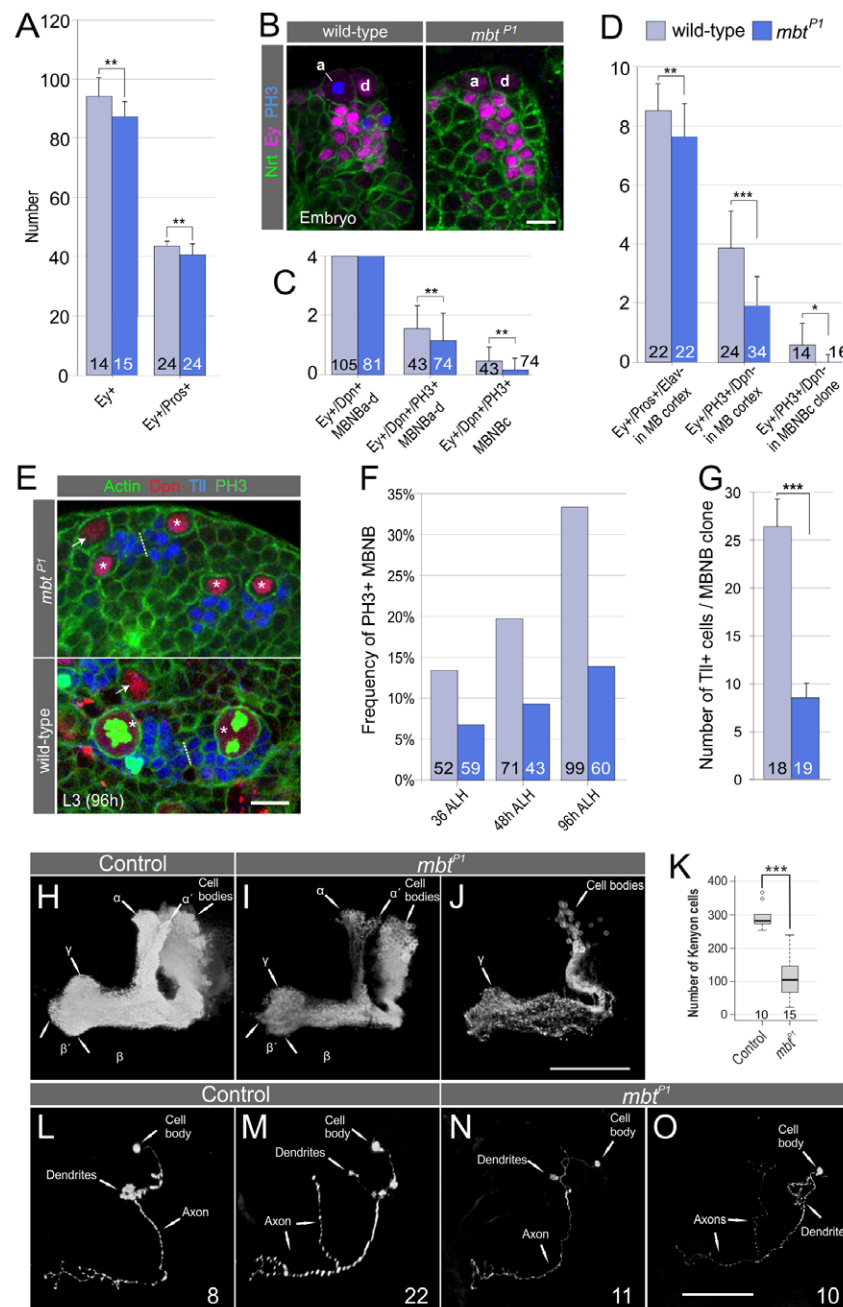 A
120
100
80
60
40
20
0
Number
**
**
14
15
24
24
Ey+
Ey+/Pros+
B
wild-type
mbt P1
Nrt Ey PH3
a
d
a
d
Embryo
C
4
2
0
**
**
105
81
43
74
43
74
Ey+/Dpn+
MBNBa-d
Ey+/Dpn+/PH3+
MBNBa-d
Ey+/Dpn+/PH3+
MBNBc
D
wild-type
mbt P1
10
8
6
4
2
0
**
***
*
22
22
24
34
14
16
Ey+/Pros+/Elav-
in MB cortex
Ey+/PH3+/Dpn-
in MB cortex
Ey+/PH3+/Dpn-
in MBNBc clone
E
Actin Dpn Tll PH3
mbt P1
*
*
*
*
wild-type
*
*
L3 (96h)
F
Frequency of PH3+ MBNB
35%
30%
25%
20%
15%
10%
5%
0%
52
59
71
43
99
60
36 ALH
48h ALH
96h ALH
G
Number of Tll+ cells / MBNB clone
30
25
20
15
10
5
0
***
18
19
Control
mbtP1
H
α
α´
Cell
bodies
γ
β´
β
I
α
α´
Cell
bodies
γ
β´
β
J
Cell bodies
γ
K
Number of Kenyon cells
400
300
200
100
0
***
10
15
Control
mbtP1
Control
mbtP1
L
Cell
body
Dendrites
Axon
8
M
Cell
body
Dendrites
Axon
22
N
Cell
body
Dendrites
Axon
11
O
Cell
body
Axons
Dendrite
10